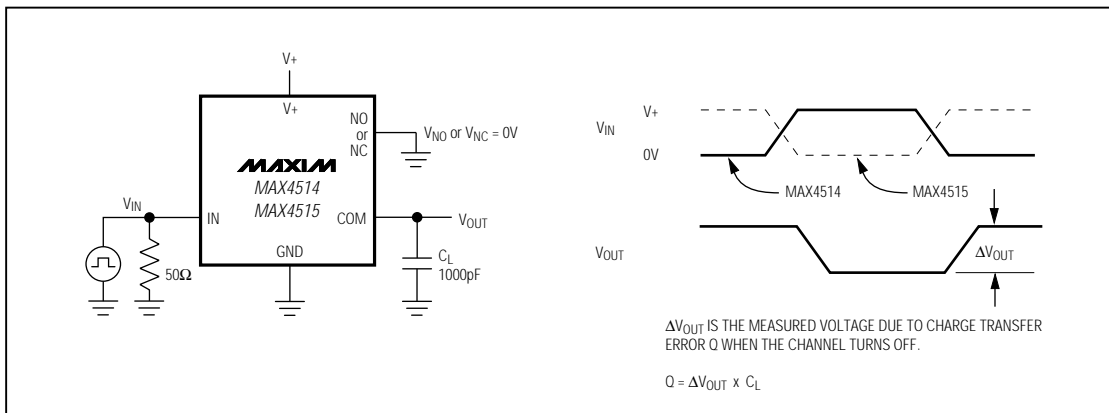 V+
V+
NO
or
NC
VNO or VNC = 0V
MAXIM
MAX4514
MAX4515
VIN
IN
COM
VOUT
GND
50Ω
CL
1000pF
VIN
V+
0V
MAX4514
MAX4515
VOUT
ΔVOUT
ΔVOUT IS THE MEASURED VOLTAGE DUE TO CHARGE TRANSFER
ERROR Q WHEN THE CHANNEL TURNS OFF.
Q = ΔVOUT x CL